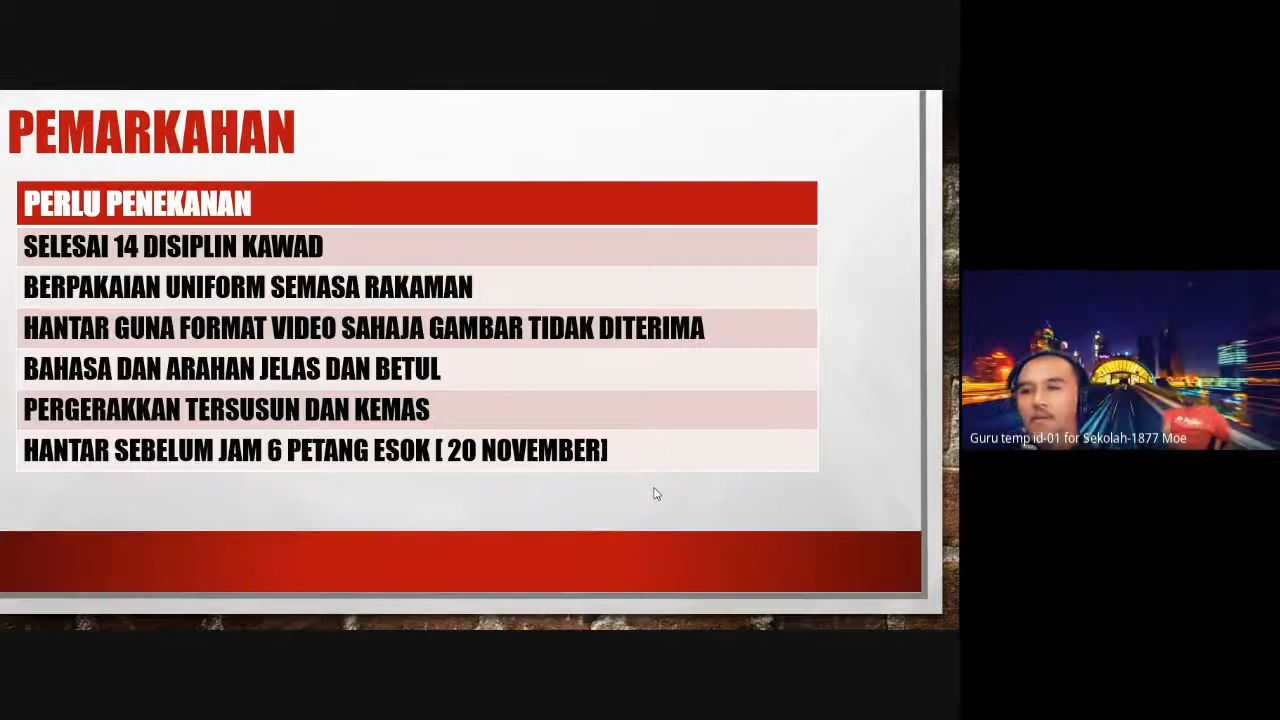 PEMARKAHAN
PERLU PENEKANAN
SELESAI 14 DISIPLIN KAWAD
BERPAKAIAN UNIFORM SEMASA RAKAMAN
HANTAR GUNA FORMAT VIDEO SAHAJA GAMBAR TIDAK DITERIMA
BAHASA DAN ARAHAN JELAS DAN BETUL
PERGERAKKAN TERSUSUN DAN KEMAS
HANTAR SEBELUM JAM 6 PETANG ESOK [ 20 NOVEMBER]
Guru temp id-01 for Sekolah-1877 Moe